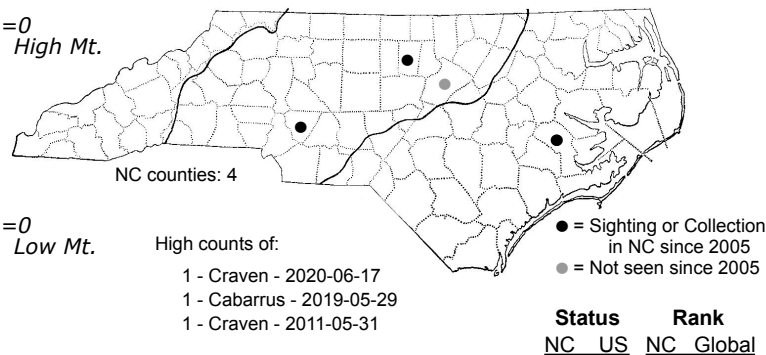 =0
High Mt.
NC counties: 4
=0
Low Mt.
High counts of:
1 - Craven - 2020-06-17
1 - Cabarrus - 2019-05-29
1 - Craven - 2011-05-31
● = Sighting or Collection
in NC since 2005
● = Not seen since 2005
Status Rank
NC US NC Global